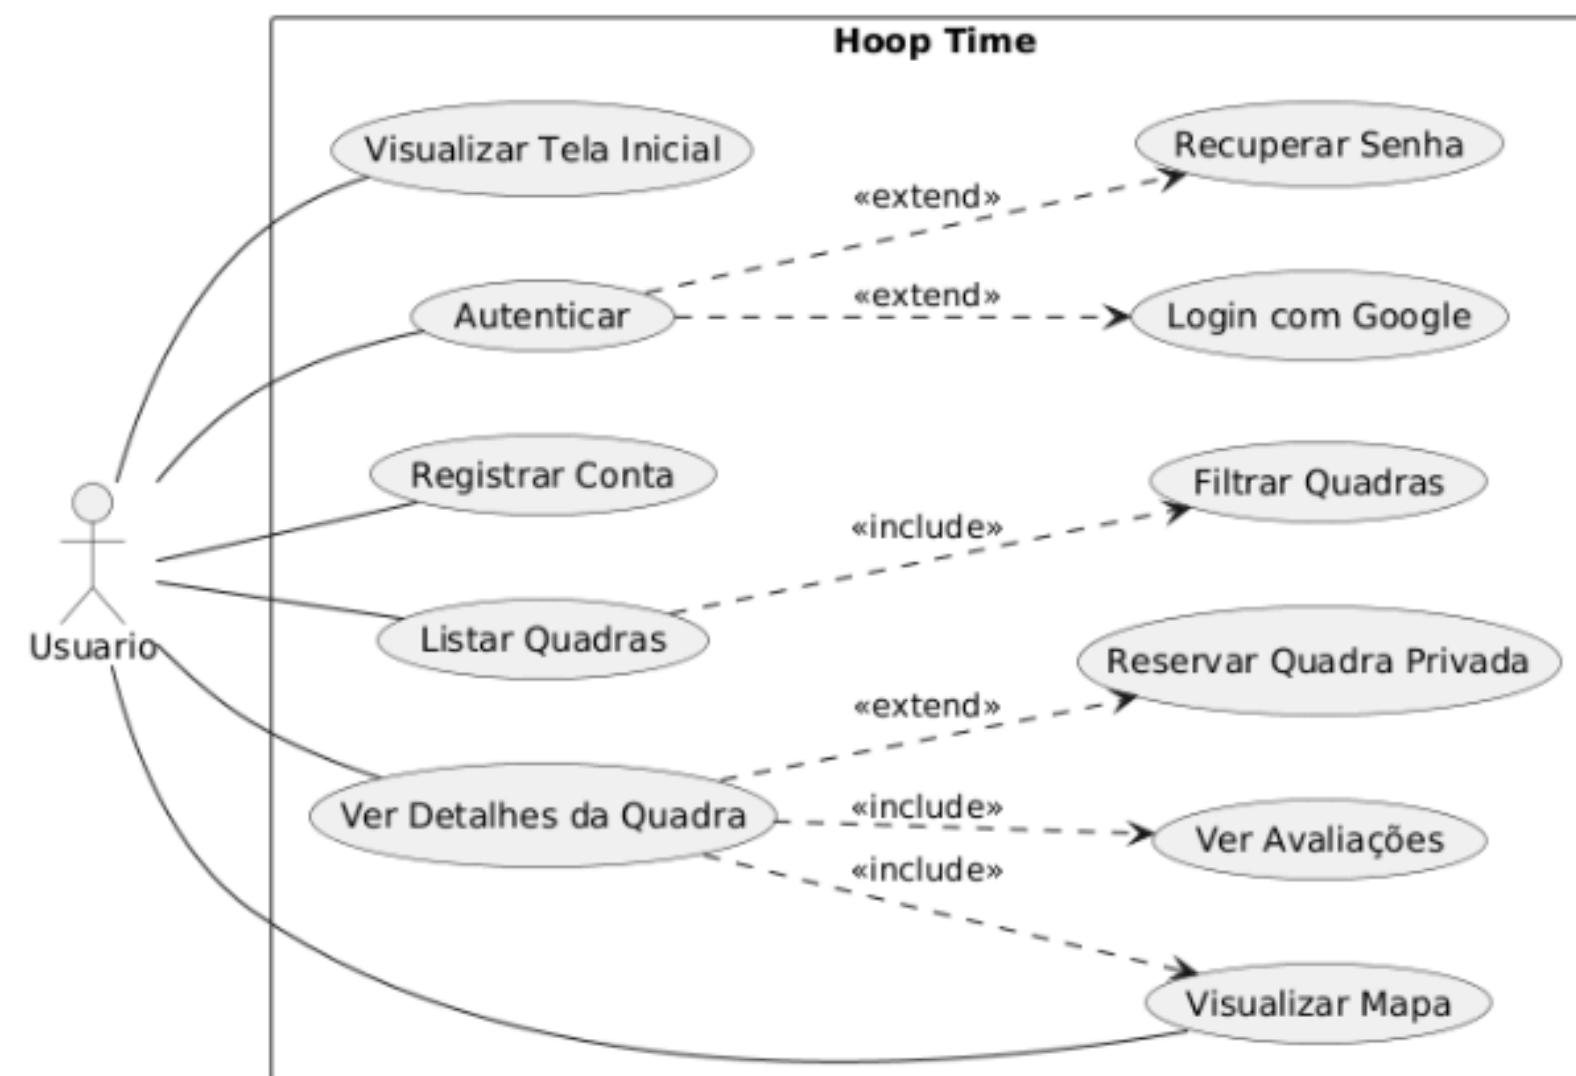 Hoop Time
Visualizar Tela Inicial
Recuperar Senha
«extend»
Autenticar
«extend»
Login com Google
Registrar Conta
Filtrar Quadras
«include»
Usuario
Listar Quadras
Reservar Quadra Privada
«extend»
Ver Detalhes da Quadra
«include»
Ver Avaliações
«include»
Visualizar Mapa